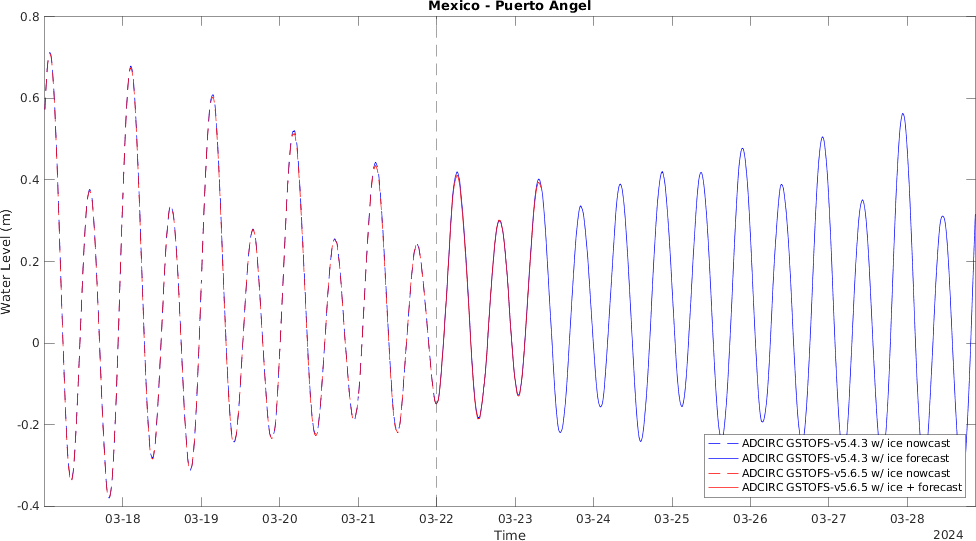 Mexico - Puerto Angel
0.8
0.6
0.4
0.2
0
-0.2
-0.4
Water Level (m)
ADCIRC GSTOFS-v5.4.3 w/ ice nowcast
ADCIRC GSTOFS-v5.4.3 w/ ice forecast
ADCIRC GSTOFS-v5.6.5 w/ ice nowcast
ADCIRC GSTOFS-v5.6.5 w/ ice + forecast
03-18 03-19 03-20 03-21 03-22 03-23 03-24 03-25 03-26 03-27 03-28
Time
2024